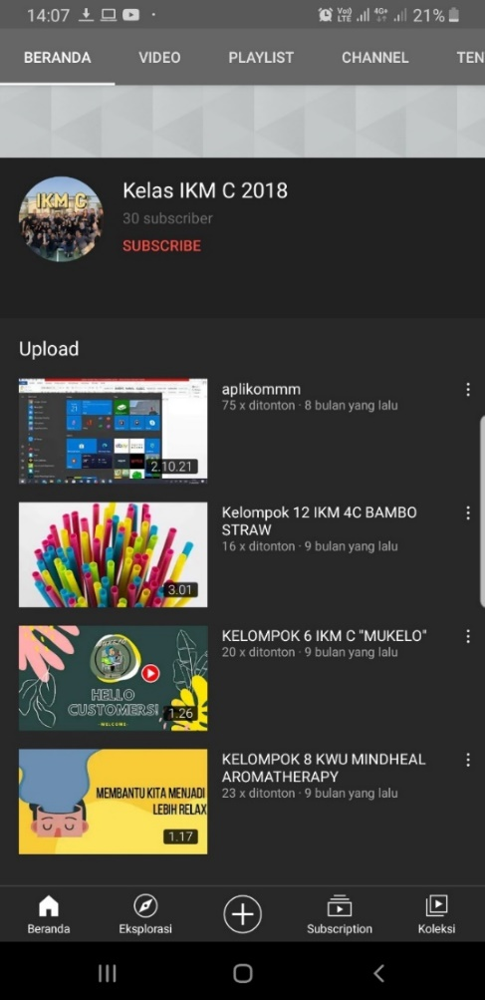 14:07
Vo)) LTE 4G+ 21%
BERANDA VIDEO PLAYLIST CHANNEL TEN
IKM C
Kelas IKM C 2018
30 subscriber
SUBSCRIBE
Upload
2.10.21
aplikommm
75 x ditonton · 8 bulan yang lalu
3.01
Kelompok 12 IKM 4C BAMBO
STRAW
16 x ditonton · 9 bulan yang lalu
HELLO
CUSTOMERS!
WELCOME
1.26
KELOMPOK 6 IKM C "MUKELO"
20 x ditonton · 9 bulan yang lalu
MEMBANTU KITA MENJADI
LEBIH RELAX
1.17
KELOMPOK 8 KWU MINDHEAL
AROMATHERAPY
23 x ditonton · 9 bulan yang lalu
Beranda Eksplorasi Subscription Koleksi